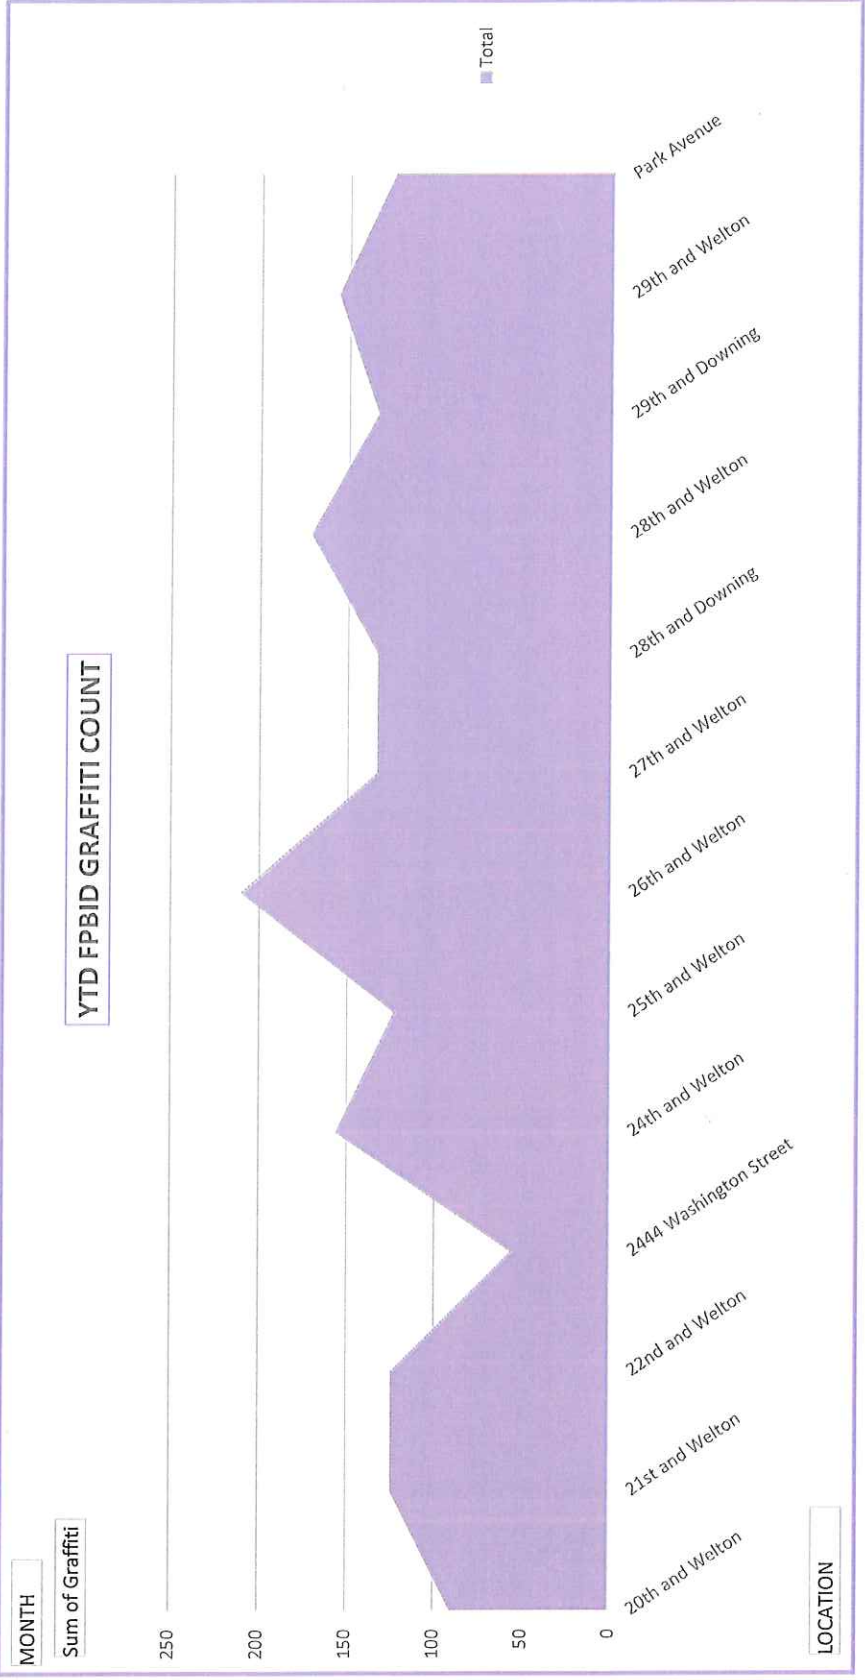 MONTH
Sum of Graffiti
YTD FPBID GRAFFITI COUNT
250
200
150
100
50
0
20th and Welton
21st and Welton
22nd and Welton
2444 Washington Street
24th and Welton
25th and Welton
26th and Welton
27th and Welton
28th and Downing
28th and Welton
29th and Downing
29th and Welton
Park Avenue
Total
LOCATION